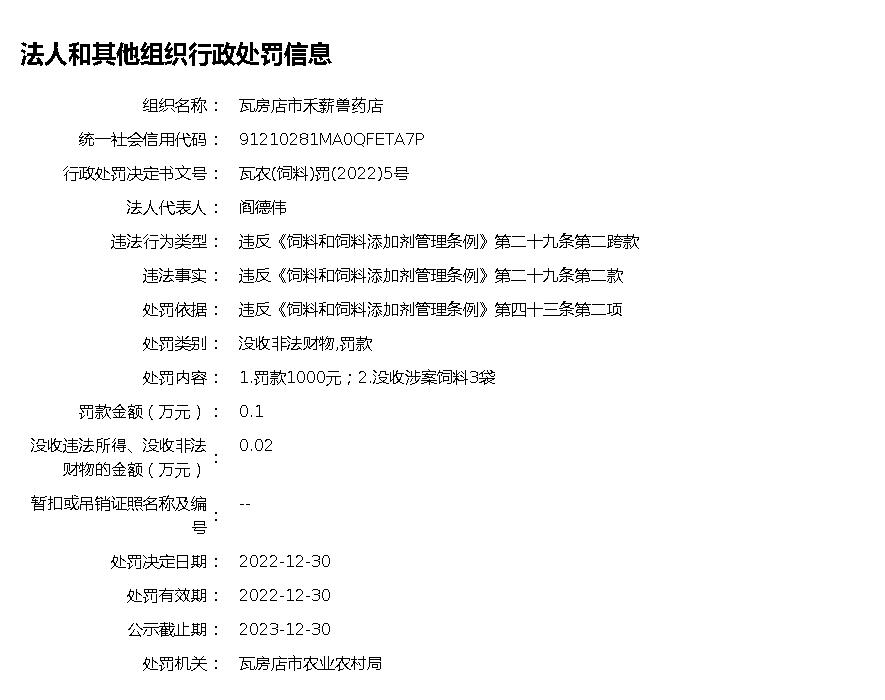 法人和其他组织行政处罚信息
组织名称： 瓦房店市禾薪兽药店
统一社会信用代码： 91210281MA0QFETA7P
行政处罚决定书文号： 瓦农(饲料)罚(2022)5号
法人代表人： 阎德伟
违法行为类型： 违反《饲料和饲料添加剂管理条例》第二十九条第二跨款
违法事实： 违反《饲料和饲料添加剂管理条例》第二十九条第二款
处罚依据： 违反《饲料和饲料添加剂管理条例》第四十三条第二项
处罚类别： 没收非法财物,罚款
处罚内容： 1.罚款1000元；2.没收涉案饲料3袋
罚款金额（万元）： 0.1
没收违法所得、没收非法
财物的金额（万元）： 0.02
暂扣或吊销证照名称及编
号： --
处罚决定日期： 2022-12-30
处罚有效期： 2022-12-30
公示截止期： 2023-12-30
处罚机关： 瓦房店市农业农村局